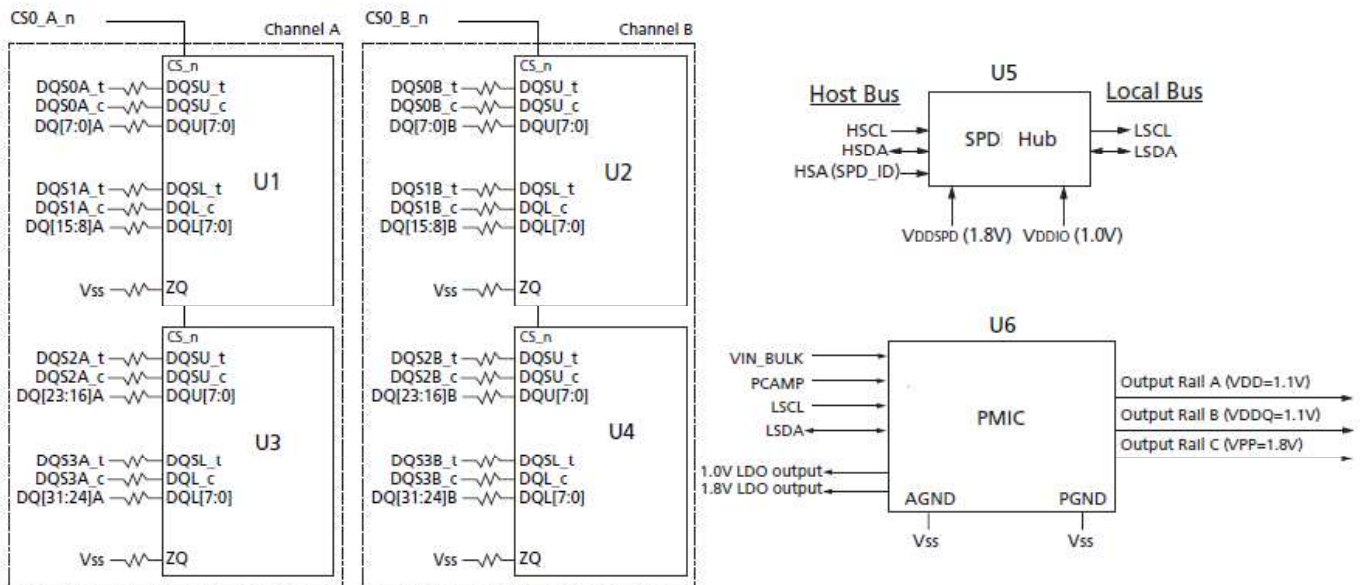 CS0_A_n
Channel A
CS_n
DQS0A_t DQSU_t
DQS0A_c DQSU_c
DQ[7:0]A DQU[7:0]
U1
DQS1A_t DQSL_t
DQS1A_c DQL_c
DQ[15:8]A DQL[7:0]
Vss ZQ
CS_n
DQS2A_t DQSU_t
DQS2A_c DQSU_c
DQ[23:16]A DQU[7:0]
U3
DQS3A_t DQSL_t
DQS3A_c DQL_c
DQ[31:24]A DQL[7:0]
Vss ZQ
CS0_B_n
Channel B
CS_n
DQS0B_t DQSU_t
DQS0B_c DQSU_c
DQ[7:0]B DQU[7:0]
U2
DQS1B_t DQSL_t
DQS1B_c DQL_c
DQ[15:8]B DQL[7:0]
Vss ZQ
CS_n
DQS2B_t DQSU_t
DQS2B_c DQSU_c
DQ[23:16]B DQU[7:0]
U4
DQS3B_t DQSL_t
DQS3B_c DQL_c
DQ[31:24]B DQL[7:0]
Vss ZQ
U5
Host Bus
Local Bus
HSCL
HSDA
HSA (SPD_ID)
SPD Hub
LSCL
LSDA
VDDSPD (1.8V) VDDIO (1.0V)
U6
VIN_BULK
PCAMP
LSCL
LSDA
1.0V LDO output
1.8V LDO output
PMIC
AGND PGND
Vss Vss
Output Rail A (VDD=1.1V)
Output Rail B (VDDQ=1.1V)
Output Rail C (VPP=1.8V)